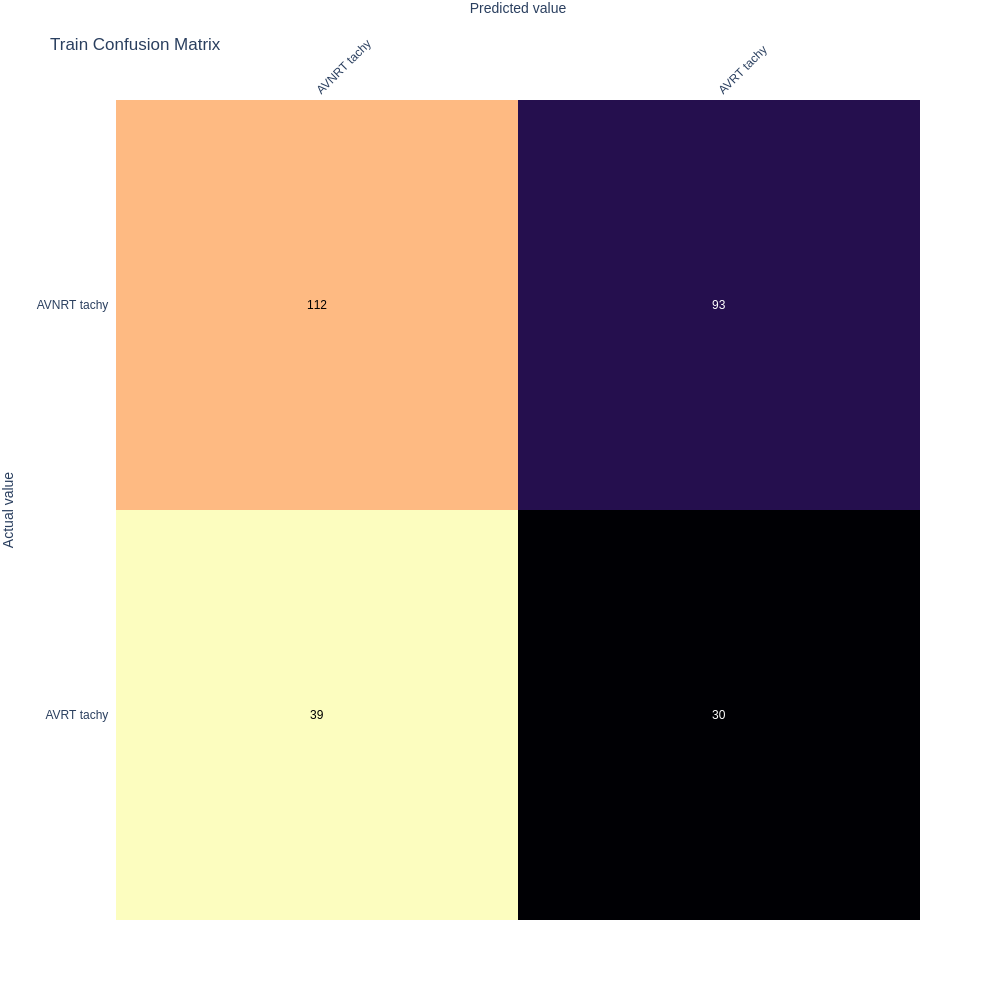 Predicted value
Train Confusion Matrix
AVNRT tachy
AVRT tachy
AVNRT tachy
112
93
Actual value
AVRT tachy
39
30